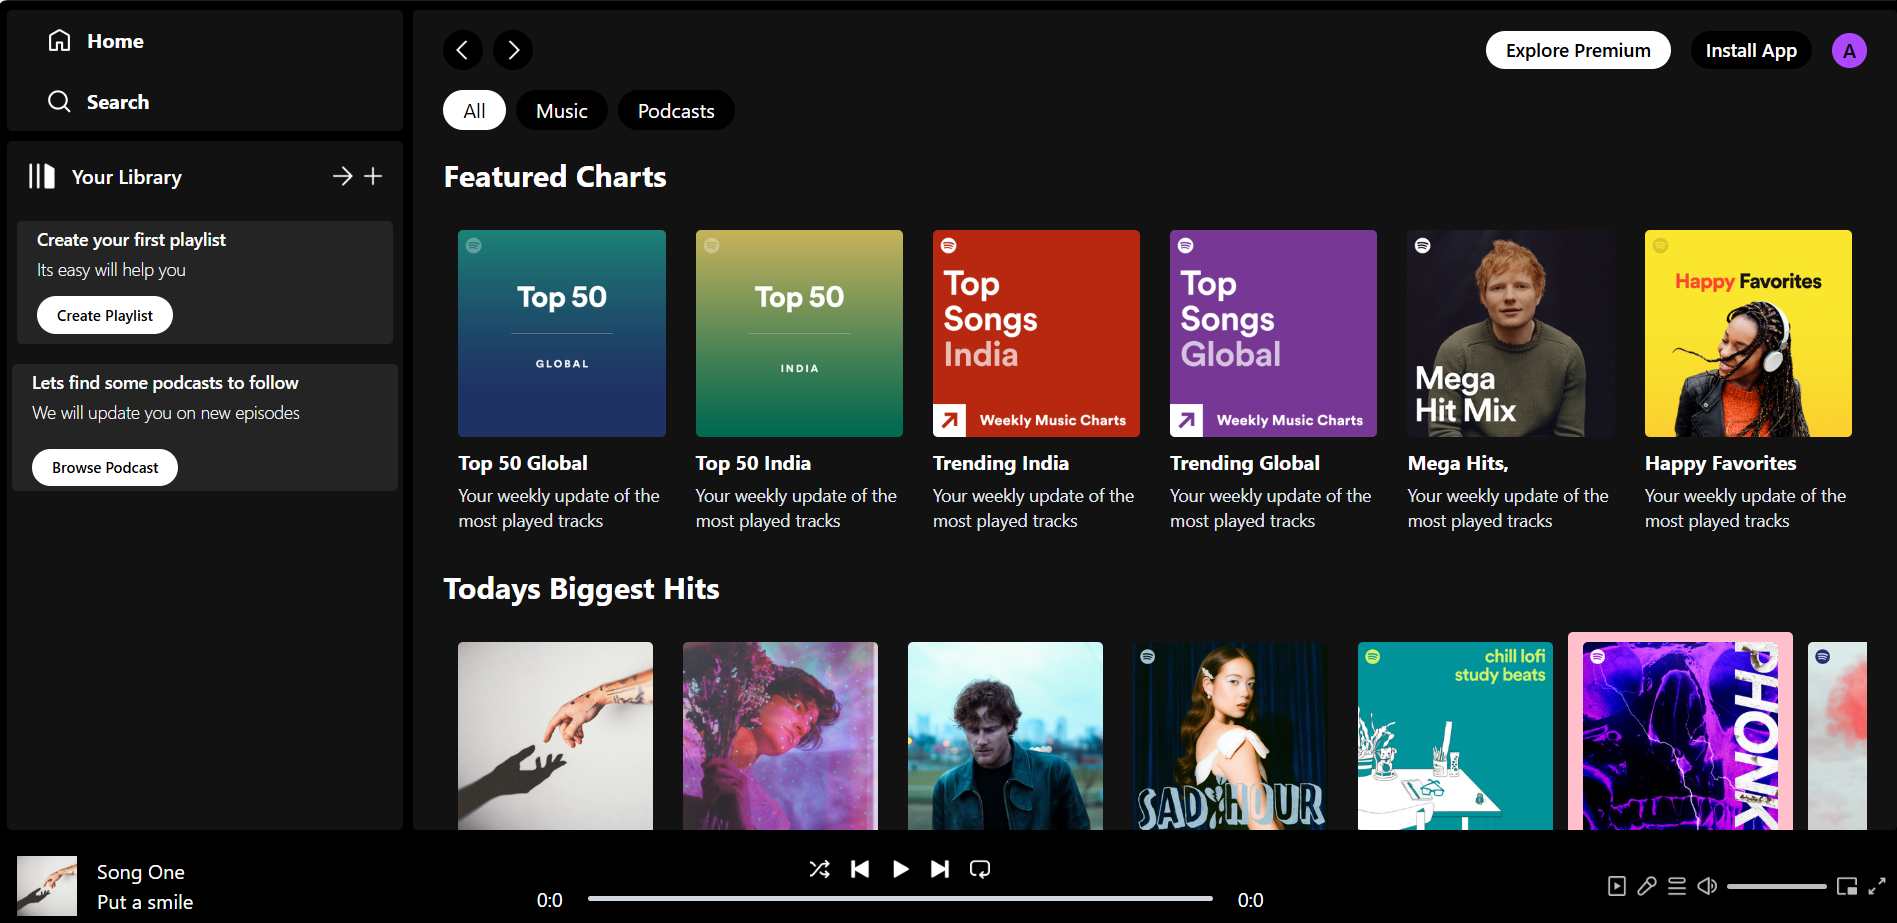 Home
Search
Your Library
Create your first playlist
Its easy will help you
Create Playlist
Lets find some podcasts to follow
We will update you on new episodes
Browse Podcast
Explore Premium
Install App
A
All
Music
Podcasts
Featured Charts
Top 50
GLOBAL
Top 50 Global
Your weekly update of the
most played tracks
Top 50
INDIA
Top 50 India
Your weekly update of the
most played tracks
Top
Songs
India
Weekly Music Charts
Trending India
Your weekly update of the
most played tracks
Top
Songs
Global
Weekly Music Charts
Trending Global
Your weekly update of the
most played tracks
Mega
Hit Mix
Mega Hits,
Your weekly update of the
most played tracks
Happy Favorites
Happy Favorites
Your weekly update of the
most played tracks
Todays Biggest Hits
SAD HOUR
chill lofi
study beats
PHONK
Song One
Put a smile
0:0
0:0